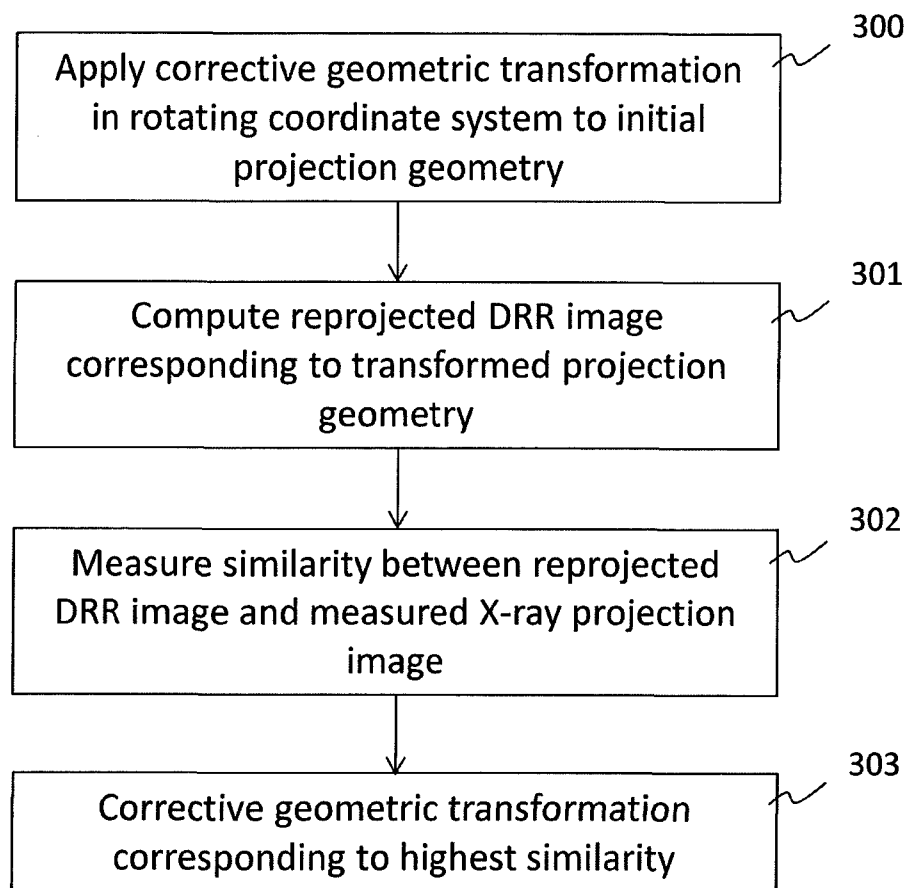 300
Apply corrective geometric transformation
in rotating coordinate system to initial
projection geometry
301
Compute reprojected DRR image
corresponding to transformed projection
geometry
302
Measure similarity between reprojected
DRR image and measured X-ray projection
image
303
Corrective geometric transformation
corresponding to highest similarity